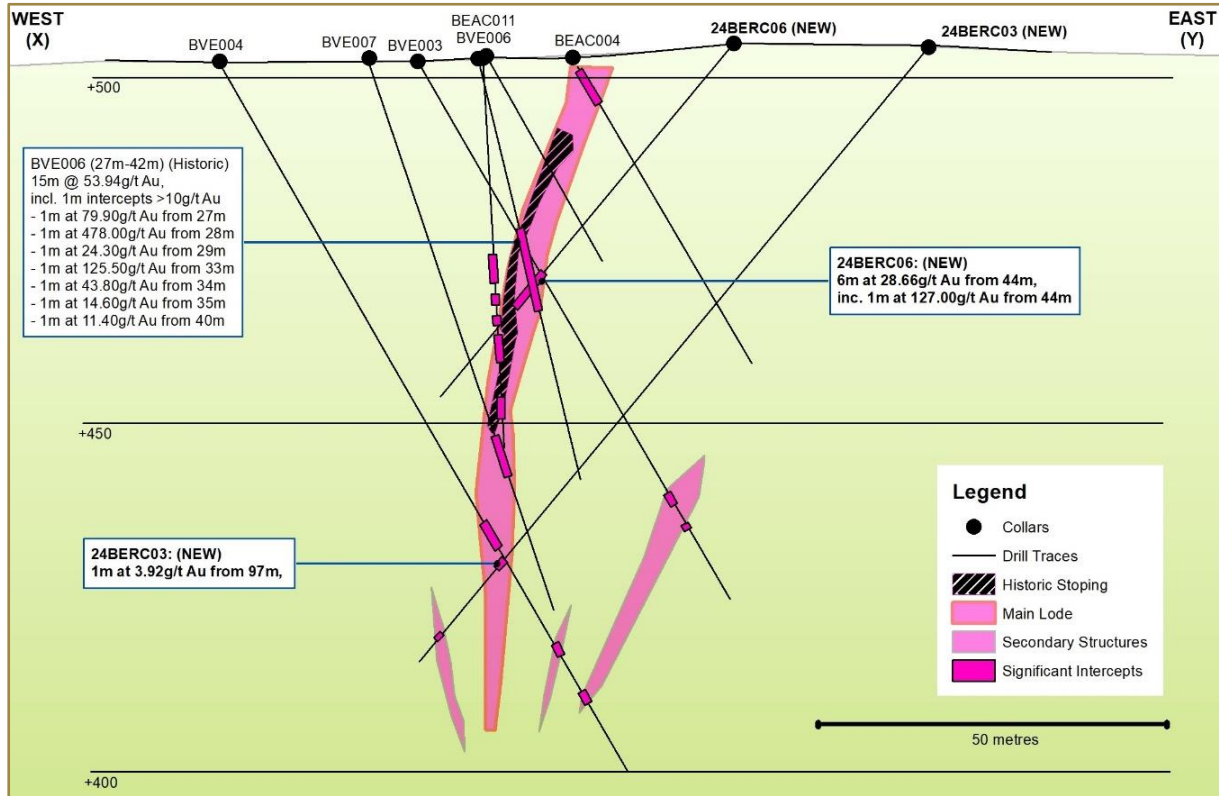 WEST
(X)
EAST
(Y)
BVE004
BVE007
BVE003
BEAC011
BVE006
BEAC004
24BERC06 (NEW)
24BERC03 (NEW)
+500
BVE006 (27m-42m) (Historic)
15m @ 53.94g/t Au,
incl. 1m intercepts >10g/t Au
- 1m at 79.90g/t Au from 27m
- 1m at 478.00g/t Au from 28m
- 1m at 24.30g/t Au from 29m
- 1m at 125.50g/t Au from 33m
- 1m at 43.80g/t Au from 34m
- 1m at 14.60g/t Au from 35m
- 1m at 11.40g/t Au from 40m
24BERC06: (NEW)
6m at 28.66g/t Au from 44m,
inc. 1m at 127.00g/t Au from 44m
+450
24BERC03: (NEW)
1m at 3.92g/t Au from 97m,
Legend
Collars
Drill Traces
Historic Stoping
Main Lode
Secondary Structures
Significant Intercepts
50 metres
+400